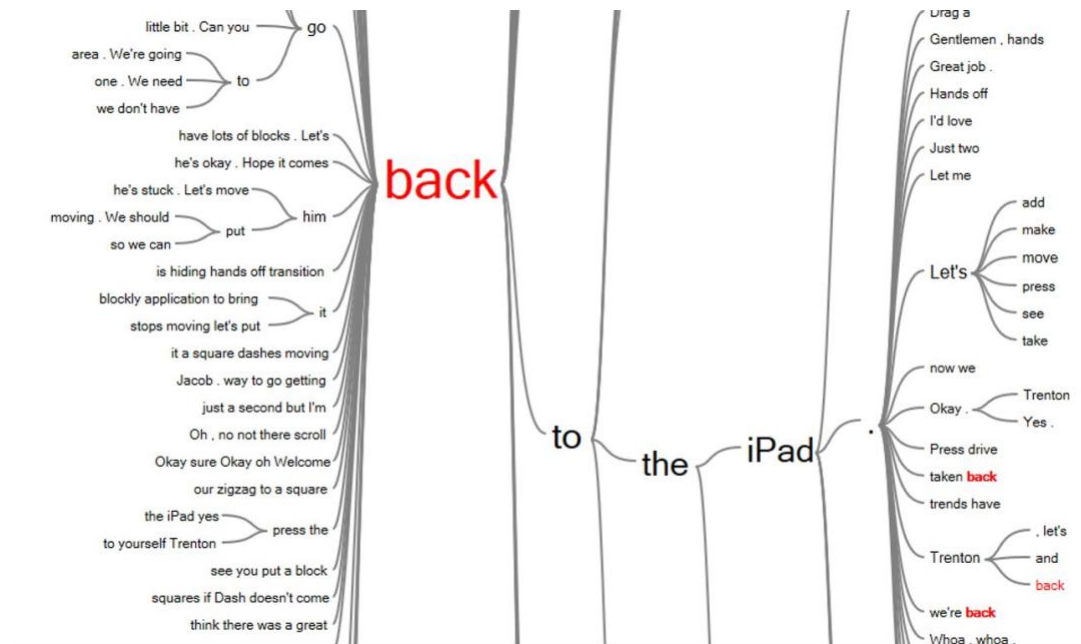 little bit . Can you
go
area . We're going
one . We need
to
we don't have
have lots of blocks . Let's
he's okay . Hope it comes
he's stuck . Let's move
moving . We should
put
him
so we can
is hiding hands off transition
blockly application to bring
it
stops moving let's put
it a square dashes moving
Jacob . way to go getting
just a second but I'm
Oh , no not there scroll
Okay sure Okay oh Welcome
our zigzag to a square
the iPad yes
press the
to yourself Trenton
see you put a block
squares if Dash doesn't come
think there was a great
back
to
the
iPad
.
Drag a
Gentlemen , hands
Great job .
Hands off
I'd love
Just two
Let me
Let's
add
make
move
press
see
take
now we
Okay .
Trenton
Yes .
Press drive
taken back
trends have
Trenton
, let's
and
back
we're back
Whoa , whoa .